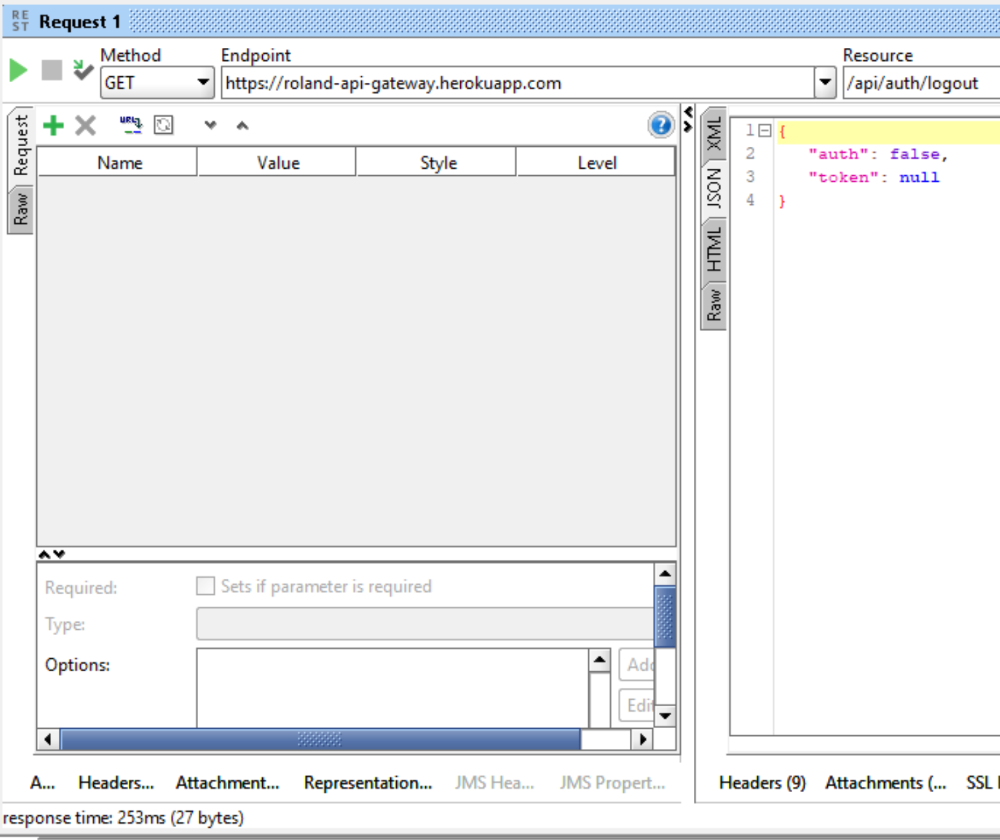 RE
ST
Request 1
Method
Endpoint
Resource
GET
https://roland-api-gateway.herokuapp.com
/api/auth/logout
Request
Raw
URL
?
Name Value Style Level
XML
JSON
HTML
Raw
1 {
2 "auth": false,
3 "token": null
4 }
Required:
Sets if parameter is required
Type:
Options:
Add
Edit
A... Headers... Attachment... Representation... JMS Hea... JMS Propert...
Headers (9) Attachments (... SSL
response time: 253ms (27 bytes)